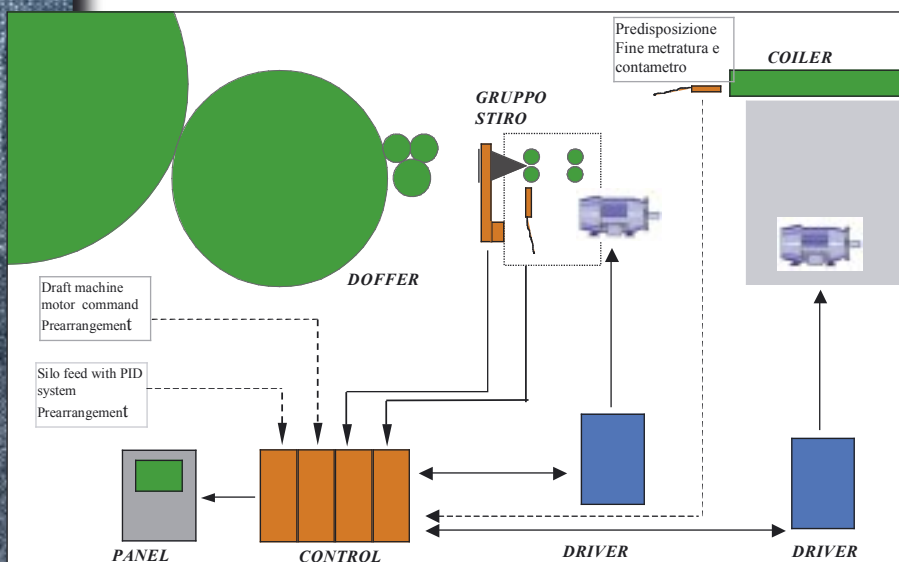 Predisposizione
Fine metratura e
contametro
COILER
GRUPPO
STIRO
DOFFER
Draft machine
motor command
Prearrangement
Silo feed with PID
system
Prearrangement
PANEL
CONTROL
DRIVER
DRIVER